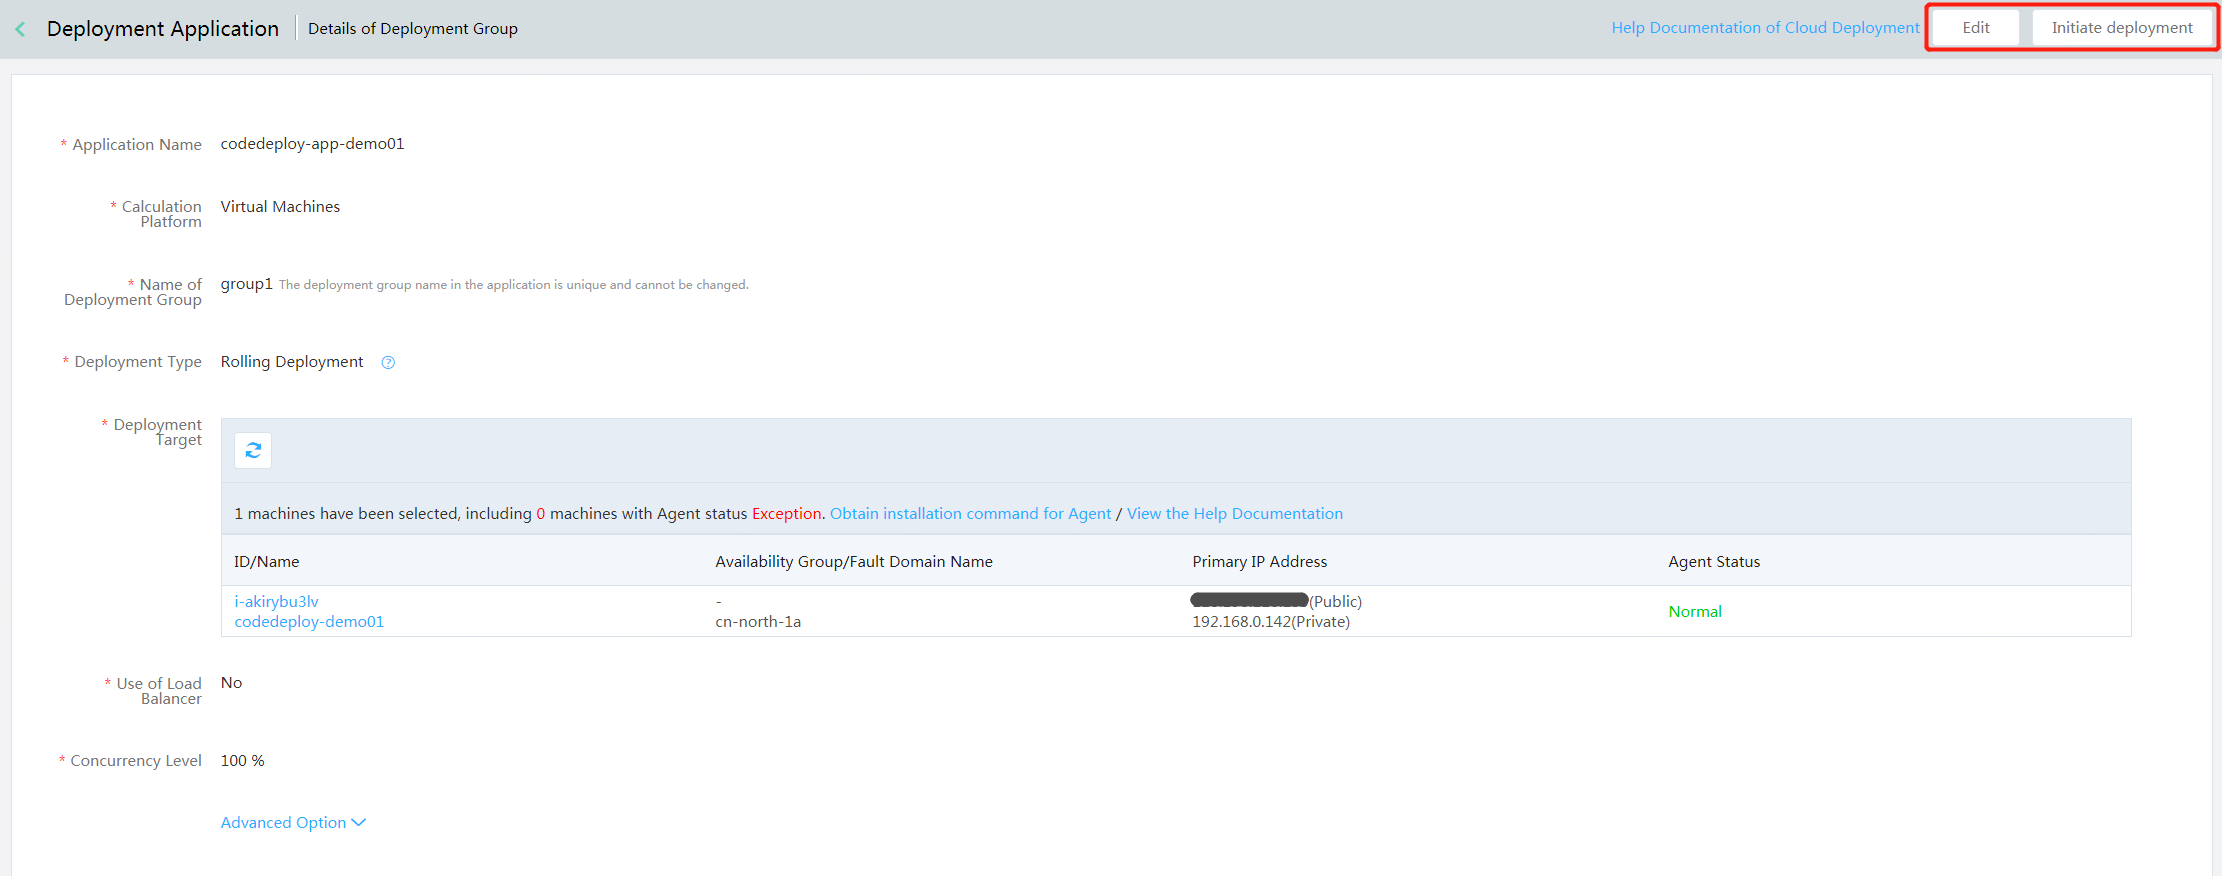 Deployment Application
Details of Deployment Group
Help Documentation of Cloud Deployment
Edit
Initiate deployment
* Application Name
codedeploy-app-demo01
* Calculation
Platform
Virtual Machines
* Name of
Deployment Group
group1 The deployment group name in the application is unique and cannot be changed.
* Deployment Type
Rolling Deployment
* Deployment
Target
1 machines have been selected, including 0 machines with Agent status Exception. Obtain installation command for Agent / View the Help Documentation
ID/Name
Availability Group/Fault Domain Name
Primary IP Address
Agent Status
i-akirybu3lv
codedeploy-demo01
-
cn-north-1a
(Public)
192.168.0.142(Private)
Normal
* Use of Load
Balancer
No
* Concurrency Level
100 %
Advanced Option